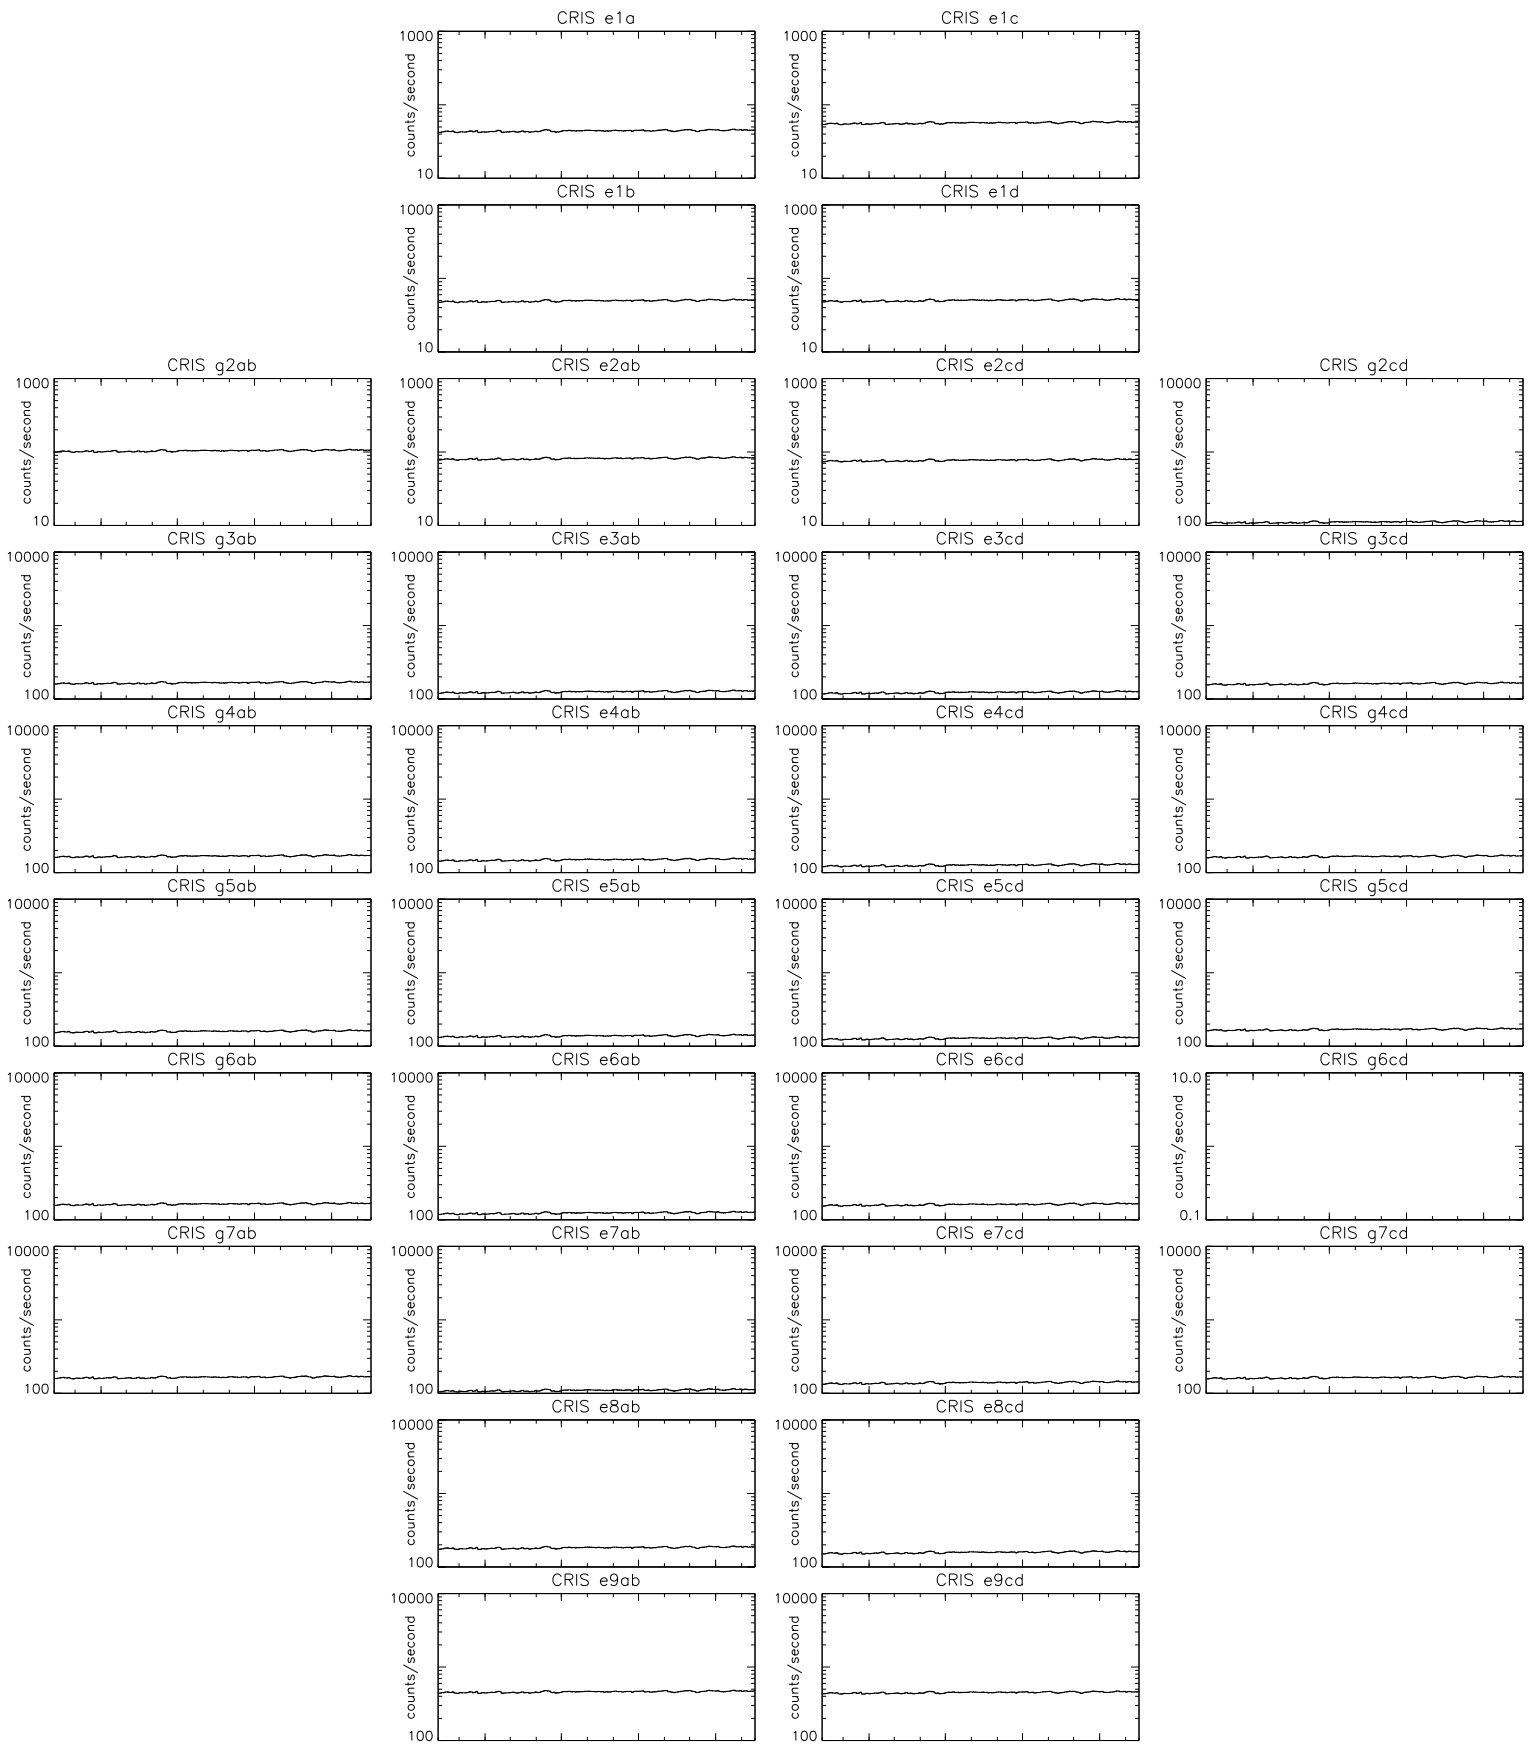 CRIS e1a
CRIS e1c
1000
counts/second
10
1000
counts/second
10
CRIS e1b
CRIS e1d
1000
counts/second
10
1000
counts/second
10
CRIS g2ab
CRIS e2ab
CRIS e2cd
CRIS g2cd
1000
counts/second
10
1000
counts/second
10
1000
counts/second
10
10000
counts/second
100
CRIS g3ab
CRIS e3ab
CRIS e3cd
CRIS g3cd
10000
counts/second
100
10000
counts/second
100
10000
counts/second
100
10000
counts/second
100
CRIS g4ab
CRIS e4ab
CRIS e4cd
CRIS g4cd
10000
counts/second
100
10000
counts/second
100
10000
counts/second
100
10000
counts/second
100
CRIS g5ab
CRIS e5ab
CRIS e5cd
CRIS g5cd
10000
counts/second
100
10000
counts/second
100
10000
counts/second
100
10000
counts/second
100
CRIS g6ab
CRIS e6ab
CRIS e6cd
CRIS g6cd
10000
counts/second
100
10000
counts/second
100
10000
counts/second
100
10.0
counts/second
0.1
CRIS g7ab
CRIS e7ab
CRIS e7cd
CRIS g7cd
10000
counts/second
100
10000
counts/second
100
10000
counts/second
100
10000
counts/second
100
CRIS e8ab
CRIS e8cd
10000
counts/second
100
10000
counts/second
100
CRIS e9ab
CRIS e9cd
10000
counts/second
100
10000
counts/second
100